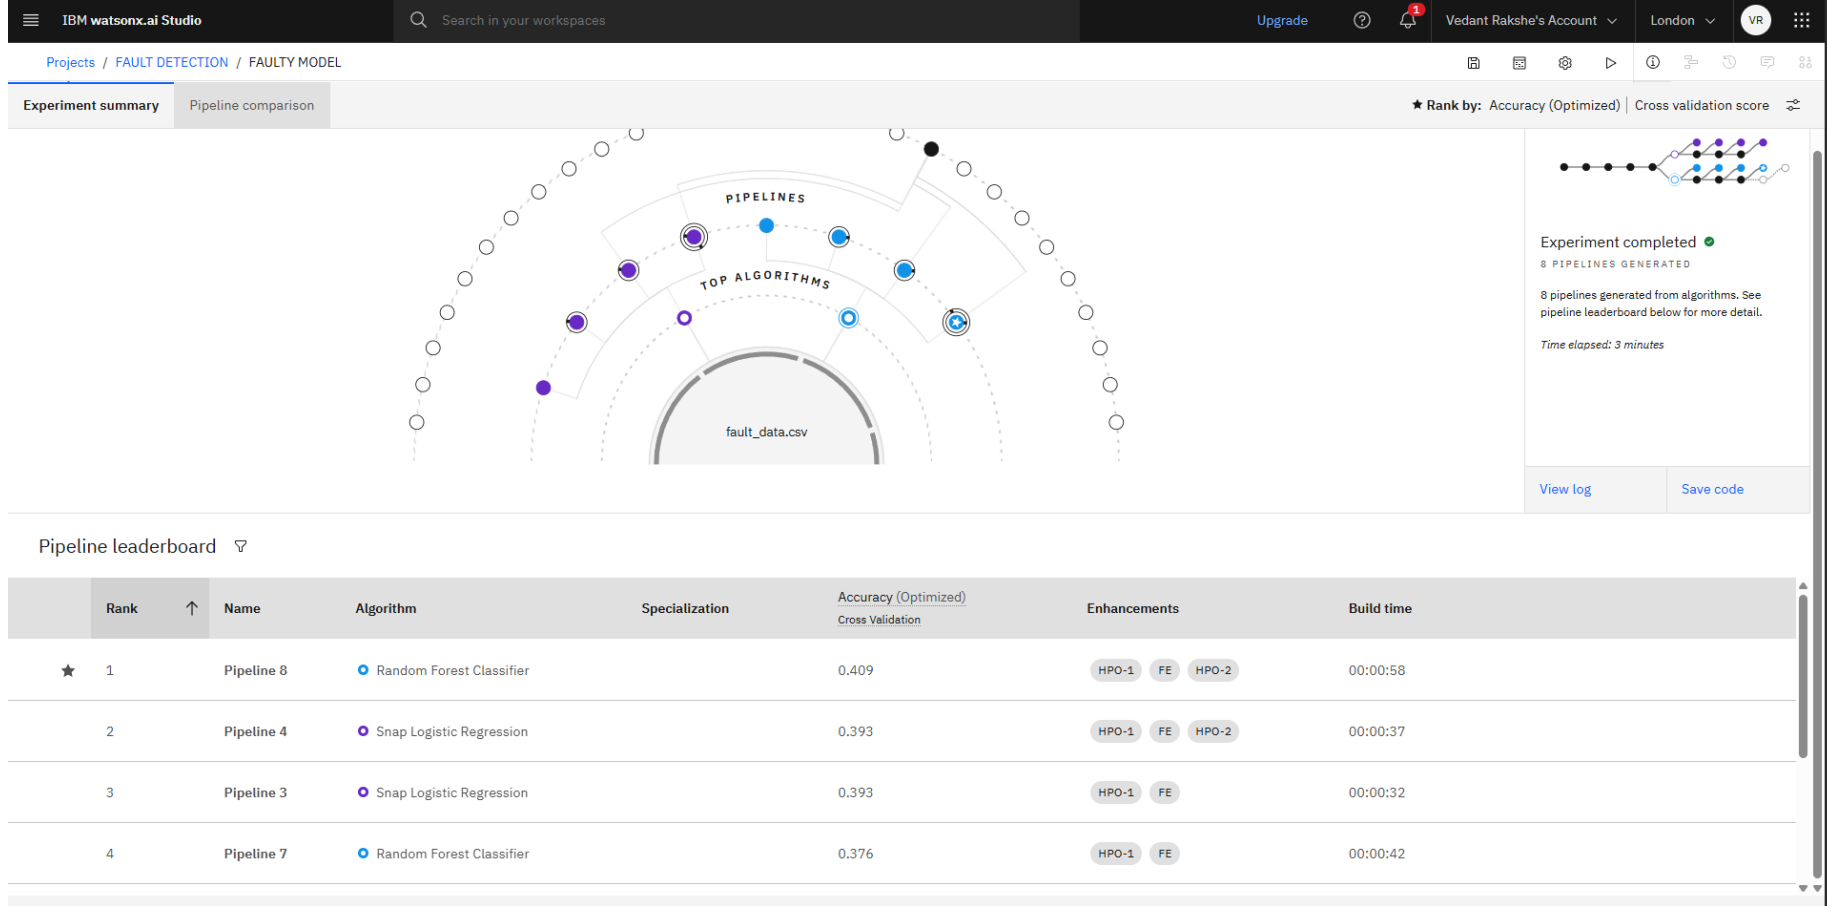 IBM watsonx.ai Studio
Search in your workspaces
Upgrade
1
Vedant Rakshe's Account
London
VR
Projects / FAULT DETECTION / FAULTY MODEL
Experiment summary
Pipeline comparison
Rank by: Accuracy (Optimized) | Cross validation score
PIPELINES
TOP ALGORITHMS
fault_data.csv
Experiment completed
8 PIPELINES GENERATED
8 pipelines generated from algorithms. See
pipeline leaderboard below for more detail.
Time elapsed: 3 minutes
View log
Save code
Pipeline leaderboard
Rank Name Algorithm Specialization Accuracy (Optimized) Enhancements Build time
Cross Validation
1 Pipeline 8 Random Forest Classifier 0.409 HPO-1 FE HPO-2 00:00:58
2 Pipeline 4 Snap Logistic Regression 0.393 HPO-1 FE HPO-2 00:00:37
3 Pipeline 3 Snap Logistic Regression 0.393 HPO-1 FE 00:00:32
4 Pipeline 7 Random Forest Classifier 0.376 HPO-1 FE 00:00:42